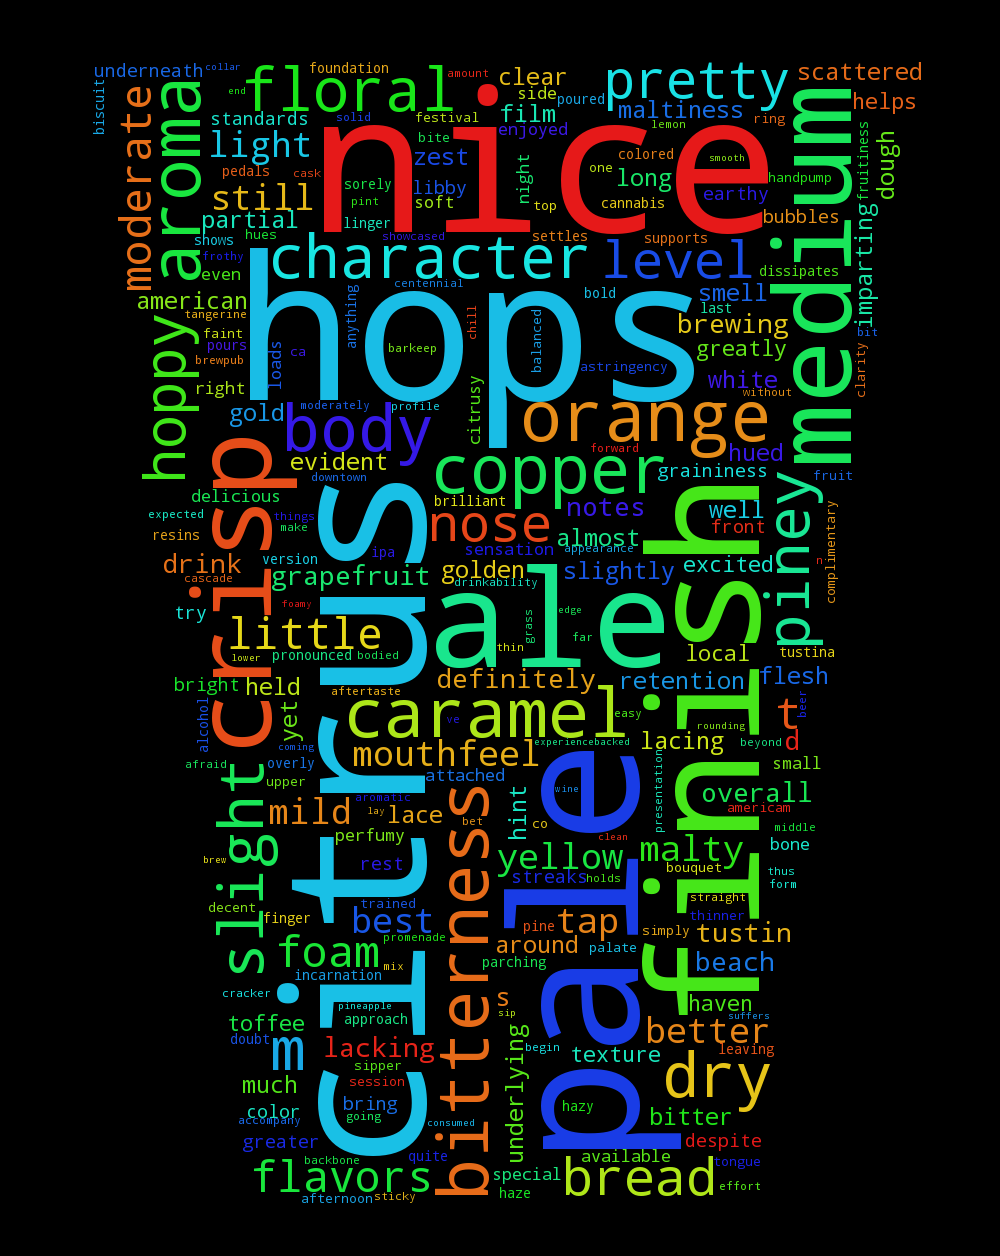 underneath
collar
foundation
amount
clear
pretty
scattered
biscuit
end
floral
side
poured
helps
moderate
aroma
standards
solid
festival
film
maltiness
ring
nice
light
bite
enjoyed
lemon
medium
fruitiness
dough
pedals
cask
zest
night
colored
smooth
handpump
still
sorely
libby
one
long
earthy
pint
soft
top
cannabis
bubbles
partial
linger
shows
hues
showcased
settles
supports
imparting
frothy
character
level
dissipates
even
centennial
smell
american
anything
hops
bold
last
tangerine
chill
balanced
brewing
bit
hoppy
faint
pours
loads
ca
barkeep
greatly
clarity
brewpub
astringency
right
white
without
gold
moderately
profile
citrusy
orange
body
forward
hued
evident
copper
graininess
fruit
crisp
downtown
delicious
brilliant
notes
well
piney
expected
things
make
nose
front
resins
citrus
almost
finish
version
ipa
sensation
appearance
complimentary
n
drink
excited
cascade
grapefruit
golden
drinkability
slightly
foamy
try
ales
edge
grass
little
far
lower
pronounced
bodied
thin
local
tustina
bright
held
aftertaste
definitely
retention
flesh
alcohol
yet
caramel
easy
t
beer
ve
rounding
coming
experiencebacked
lacing
beyond
d
afraid
overly
mouthfeel
presentation
small
slight
upper
attached
wine
overall
aromatic
mild
lay
lace
hint
pale
americam
bet
co
perfumy
clean
middle
malty
bone
brew
rest
bitterness
yellow
bouquet
thus
streaks
holds
form
decent
trained
straight
finger
best
pine
tap
thinner
simply
tustin
promenade
around
palate
foam
parching
beach
mix
cracker
incarnation
s
haven
pineapple
sip
suffers
toffee
approach
better
doubt
m
lacking
underlying
begin
texture
leaving
sipper
much
session
dry
color
bring
hazy
going
accompany
consumed
bitter
greater
despite
backbone
quite
available
tongue
flavors
special
bread
afternoon
sticky
haze
effort